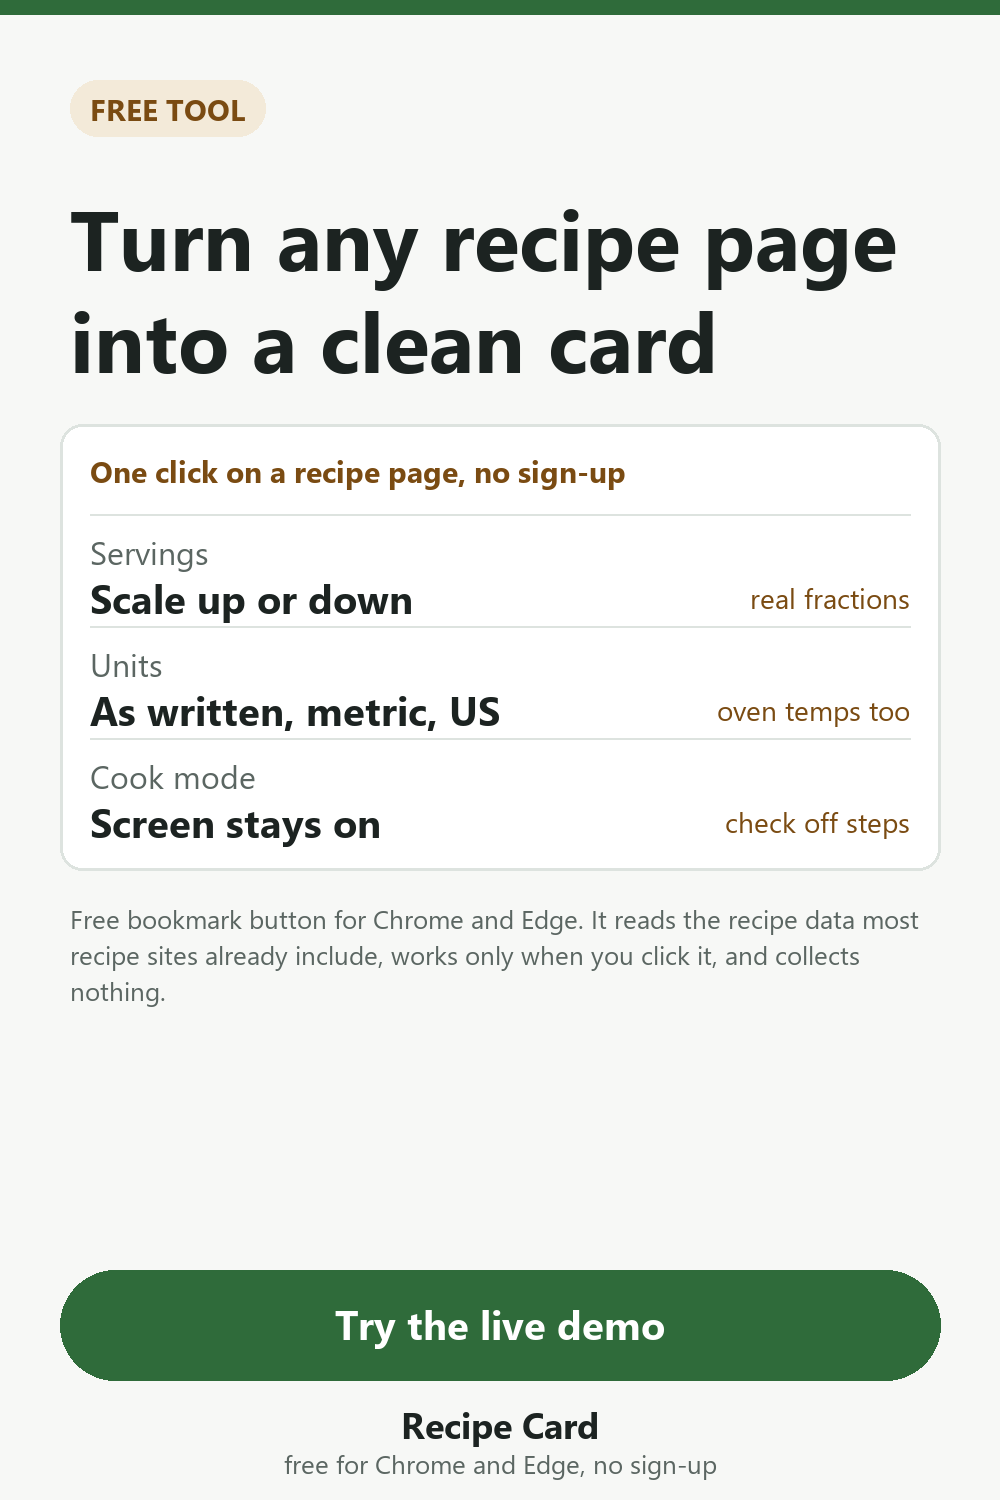 FREE TOOL
Turn any recipe page
into a clean card
One click on a recipe page, no sign-up
Servings
Scale up or down
real fractions
Units
As written, metric, US
oven temps too
Cook mode
Screen stays on
check off steps
Free bookmark button for Chrome and Edge. It reads the recipe data most
recipe sites already include, works only when you click it, and collects
nothing.
Try the live demo
Recipe Card
free for Chrome and Edge, no sign-up